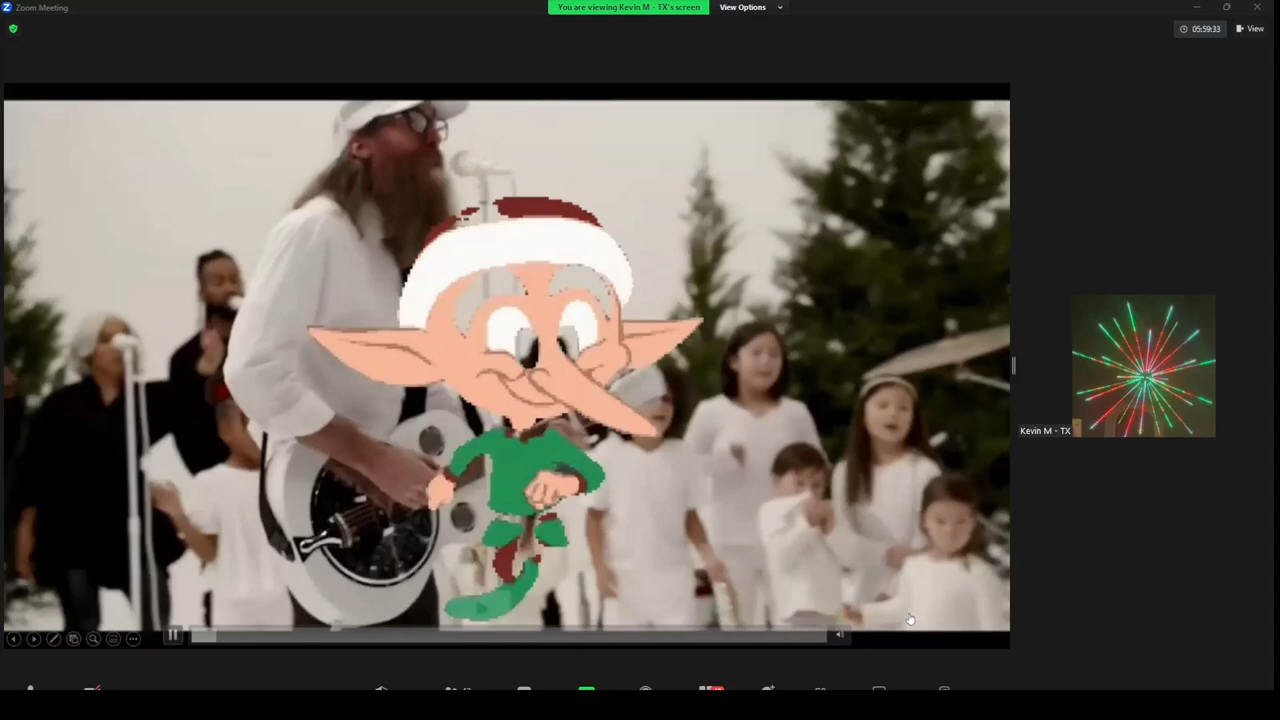 Zoom Meeting
You are viewing Kevin M - TX's screen
View Options
05:59:33
View
Kevin M - TX